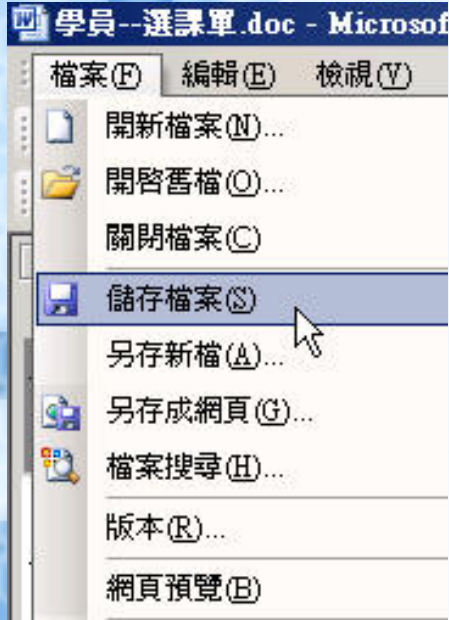 學員--選課單.doc - Microsof
檔案(F) 編輯(E) 檢視(V)
開新檔案(N)...
開啓舊檔(O)...
關閉檔案(C)
儲存檔案(S)
另存新檔(A)...
另存成網頁(G)...
檔案搜尋(H)...
版本(R)...
網頁預覽(B)